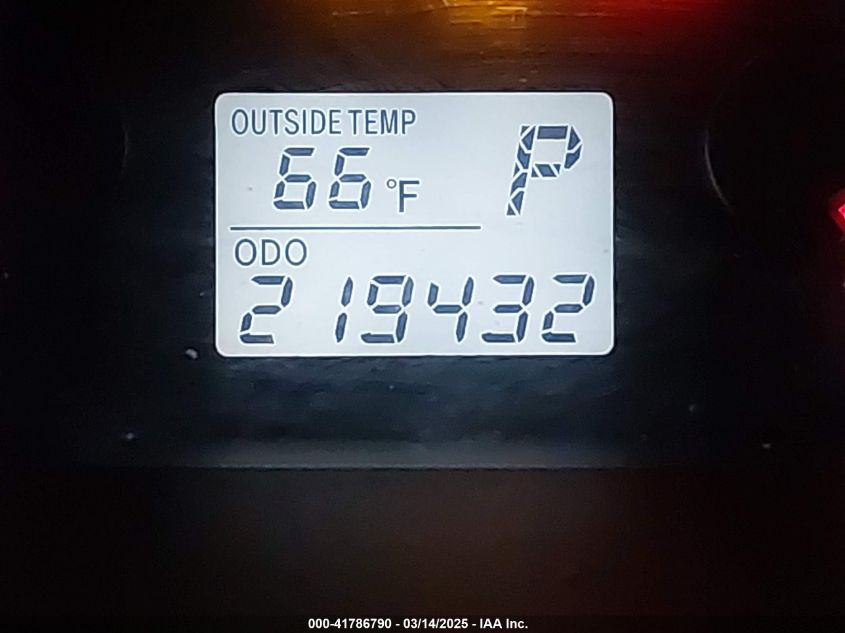 OUTSIDE TEMP
66 °F P
ODO
219432
000-41786790 - 03/14/2025 - IAA Inc.